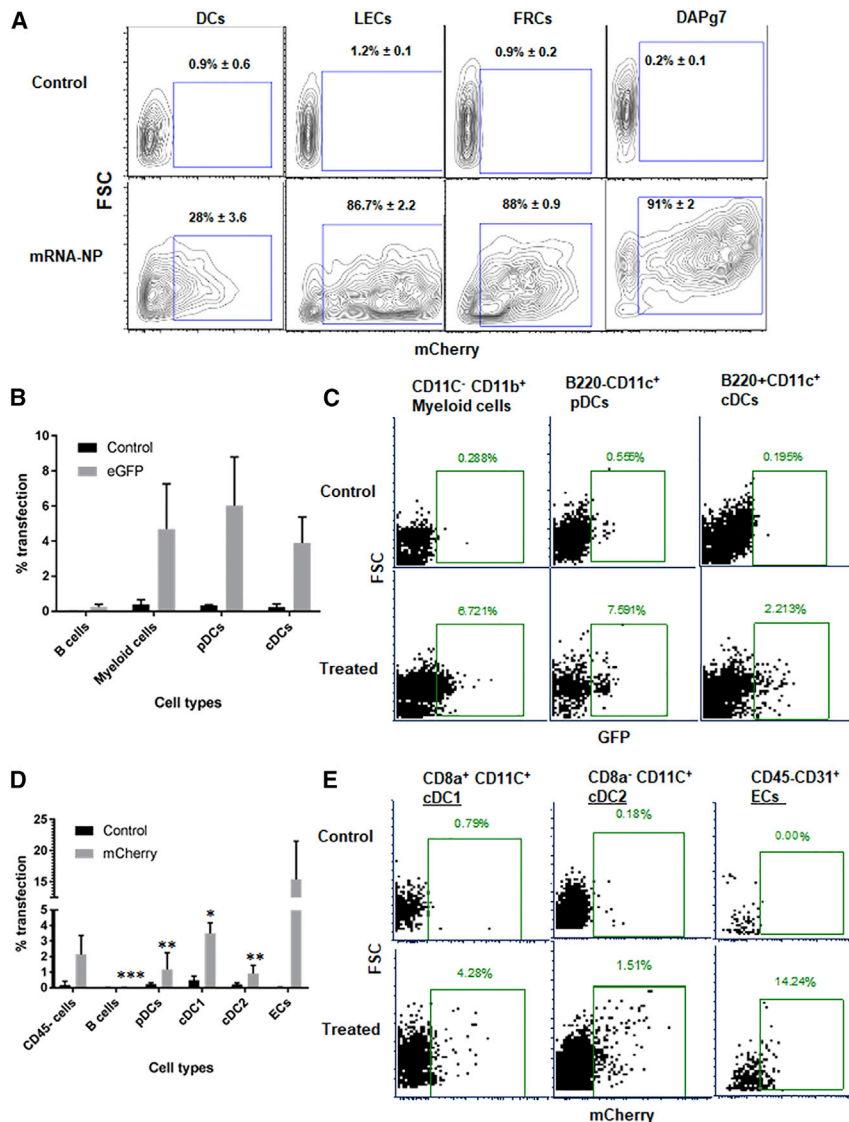 A
DCs LECs FRCs DAPg7
Control
0.9% ± 0.6 1.2% ± 0.1 0.9% ± 0.2 0.2% ± 0.1
FSC
mRNA-NP
28% ± 3.6 86.7% ± 2.2 88% ± 0.9 91% ± 2
mCherry
B
% transfection
10
8
6
4
2
0
Control
eGFP
B cells Myeloid cells pDCs cDCs
Cell types
C
CD11C⁻ CD11b⁺ B220-CD11c⁺ B220+CD11c⁺
Myeloid cells pDCs cDCs
Control
0.288% 0.555% 0.195%
FSC
Treated
6.721% 7.591% 2.213%
GFP
D
% transfection
25
20
15
5
4
3
2
1
0
Control
mCherry
*** ** * **
CD45- cells B cells pDCs cDC1 cDC2 ECs
Cell types
E
CD8a⁺ CD11C⁺ CD8a⁻ CD11C⁺ CD45-CD31⁺
cDC1 cDC2 ECs
Control
0.79% 0.18% 0.00%
FSC
Treated
4.28% 1.51% 14.24%
mCherry